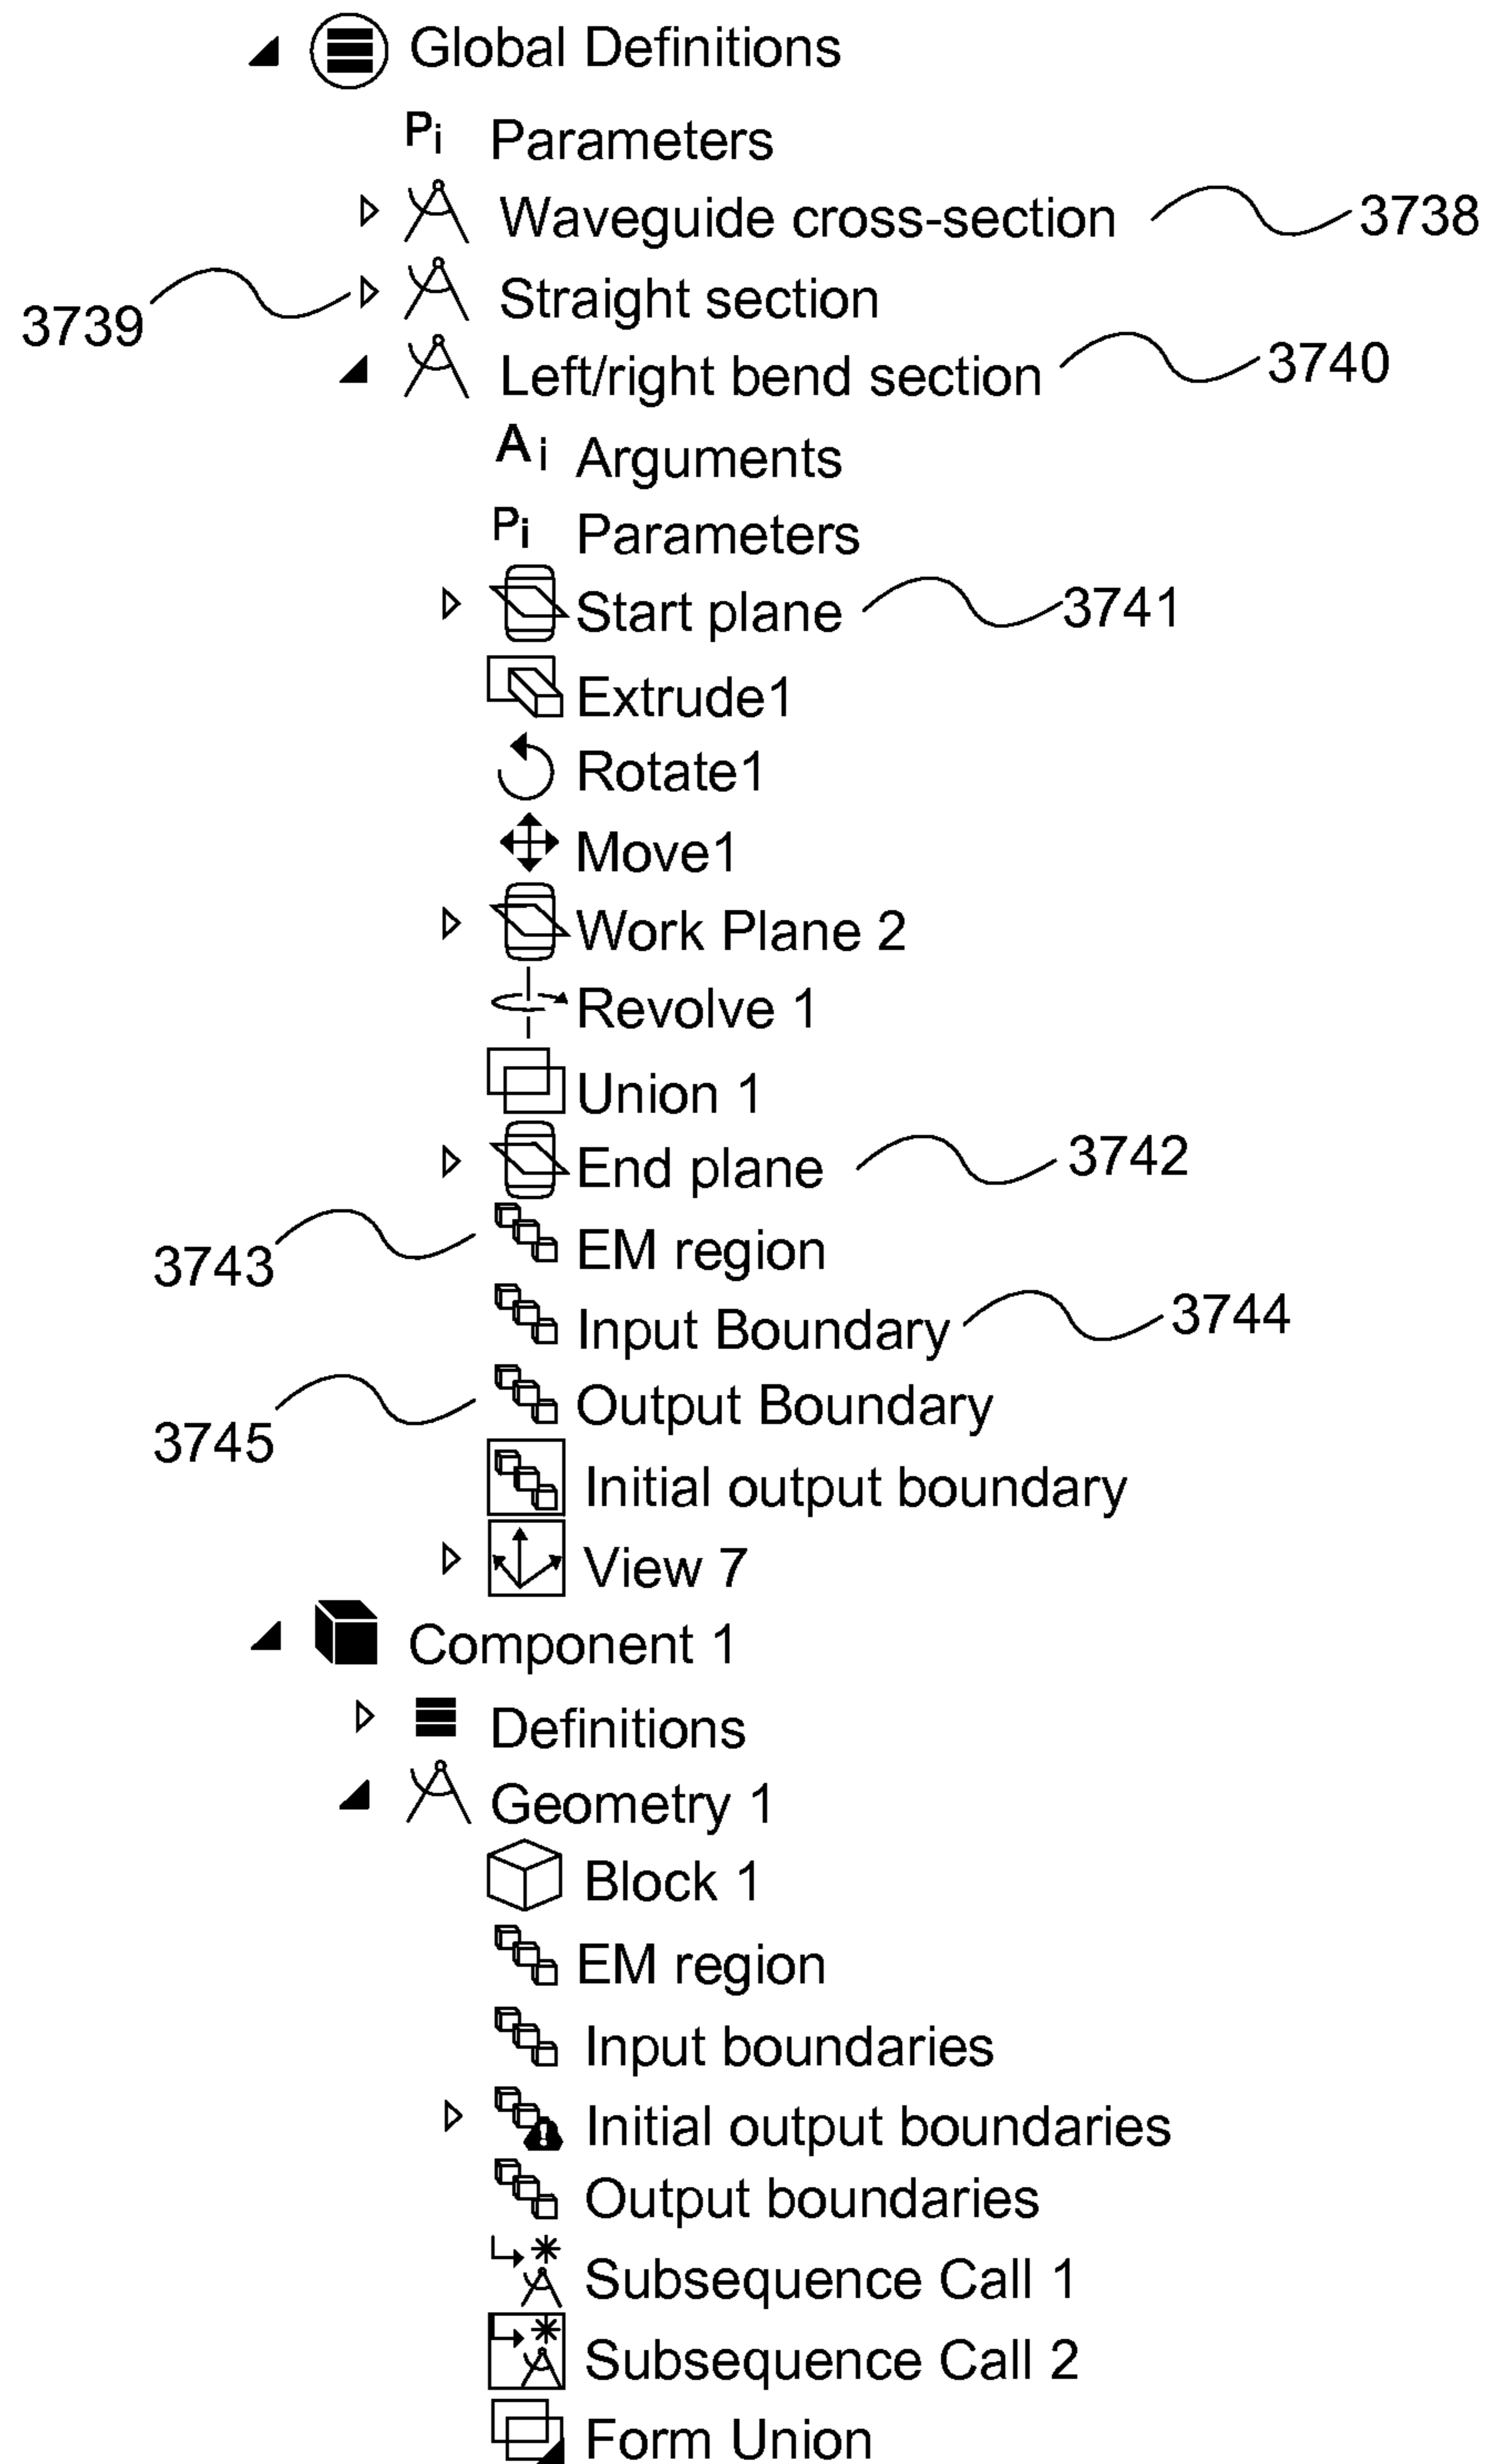 Global Definitions
Pi Parameters
Waveguide cross-section 3738
3739 Straight section
Left/right bend section 3740
Ai Arguments
Pi Parameters
Start plane 3741
Extrude1
Rotate1
Move1
Work Plane 2
Revolve 1
Union 1
End plane 3742
3743 EM region
Input Boundary 3744
3745 Output Boundary
Initial output boundary
View 7
Component 1
Definitions
Geometry 1
Block 1
EM region
Input boundaries
Initial output boundaries
Output boundaries
Subsequence Call 1
Subsequence Call 2
Form Union